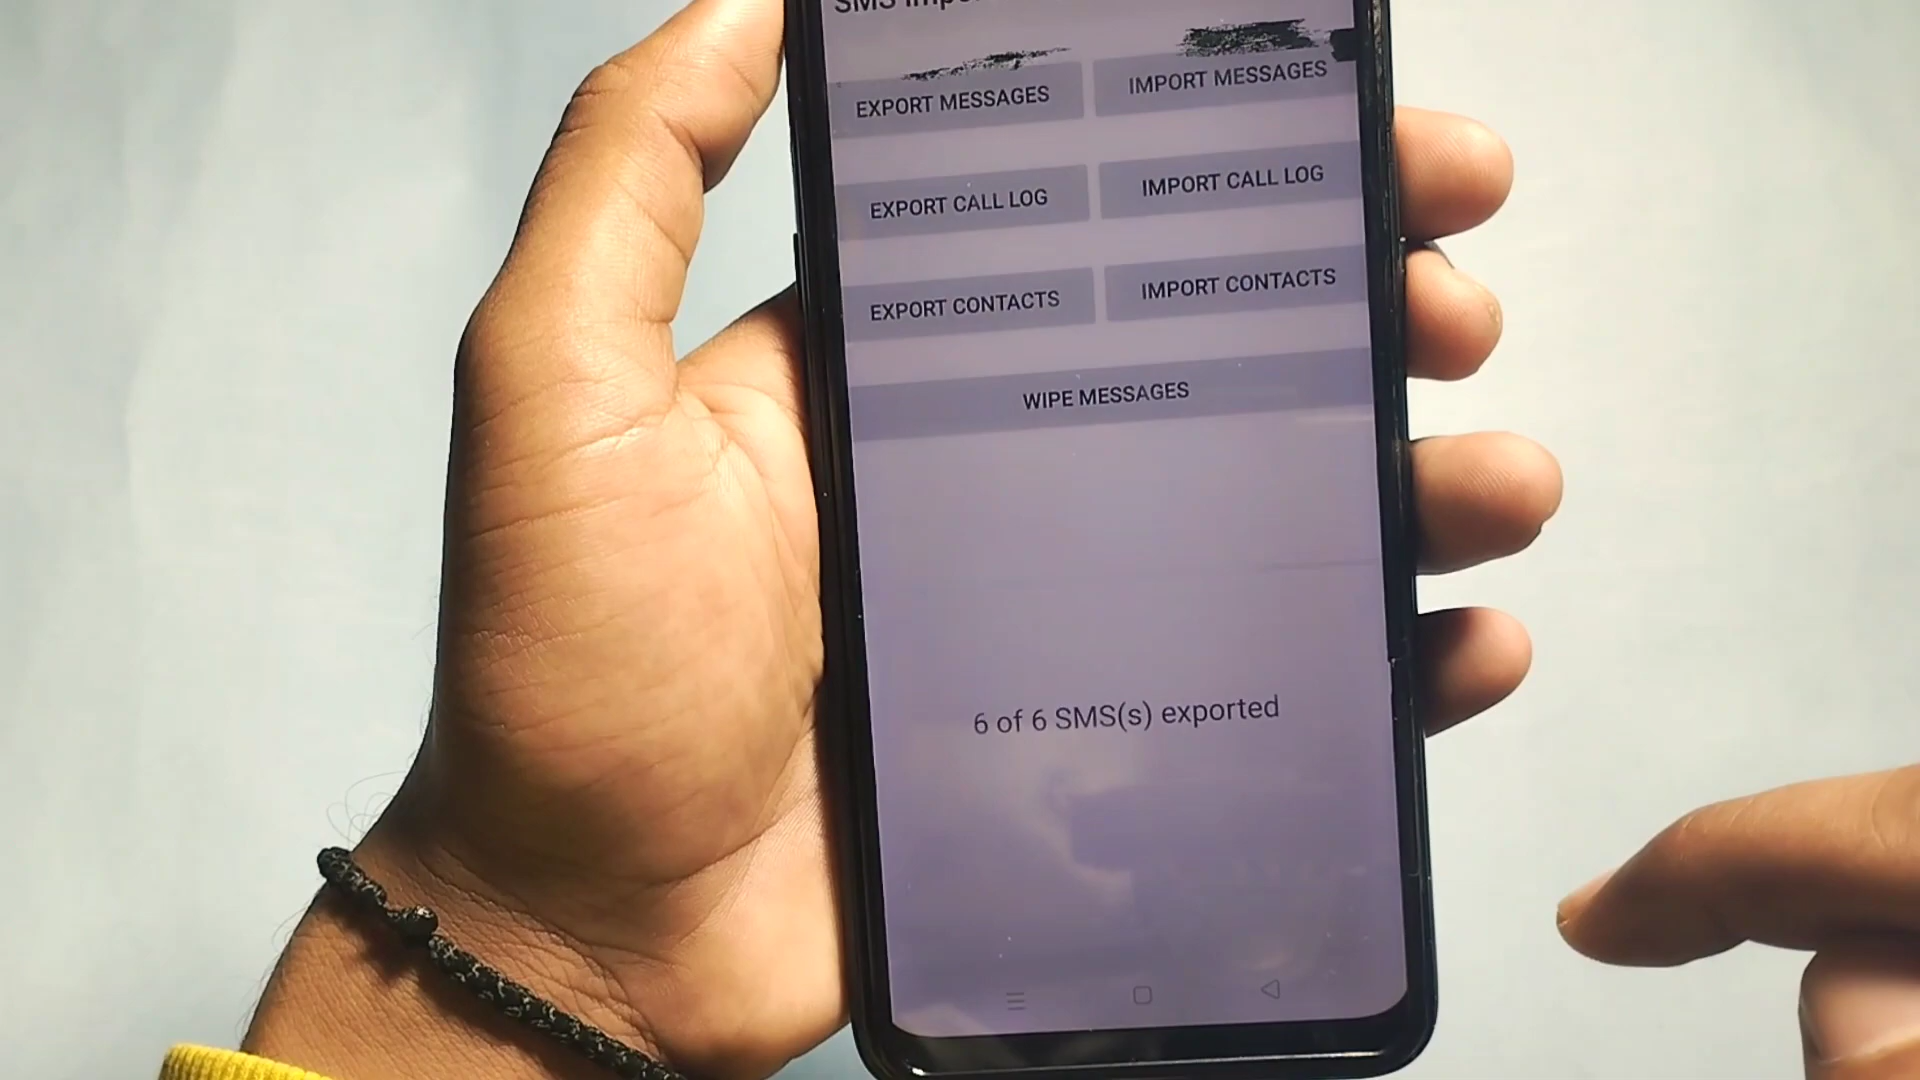 SMS
EXPORT MESSAGES
IMPORT MESSAGES
EXPORT CALL LOG
IMPORT CALL LOG
EXPORT CONTACTS
IMPORT CONTACTS
WIPE MESSAGES
6 of 6 SMS(s) exported